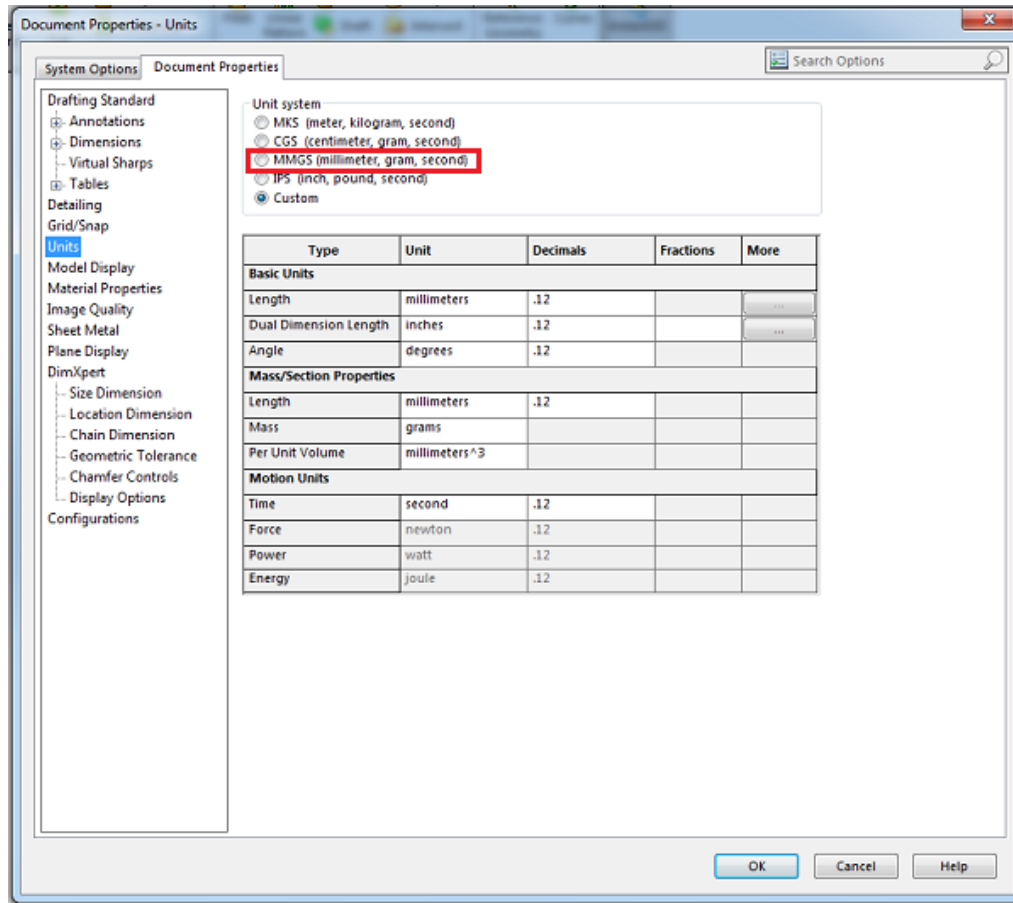 Document Properties - Units
System Options
Document Properties
Search Options
Drafting Standard
Annotations
Dimensions
Virtual Sharps
Tables
Detailing
Grid/Snap
Units
Model Display
Material Properties
Image Quality
Sheet Metal
Plane Display
DimXpert
Size Dimension
Location Dimension
Chain Dimension
Geometric Tolerance
Chamfer Controls
Display Options
Configurations
Unit system
MKS (meter, kilogram, second)
CGS (centimeter, gram, second)
MMGS (millimeter, gram, second)
IPS (inch, pound, second)
Custom
Type Unit Decimals Fractions More
Basic Units
Length millimeters .12 ...
Dual Dimension Length inches .12 ...
Angle degrees .12
Mass/Section Properties
Length millimeters .12
Mass grams
Per Unit Volume millimeters^3
Motion Units
Time second .12
Force newton .12
Power watt .12
Energy joule .12
OK Cancel Help